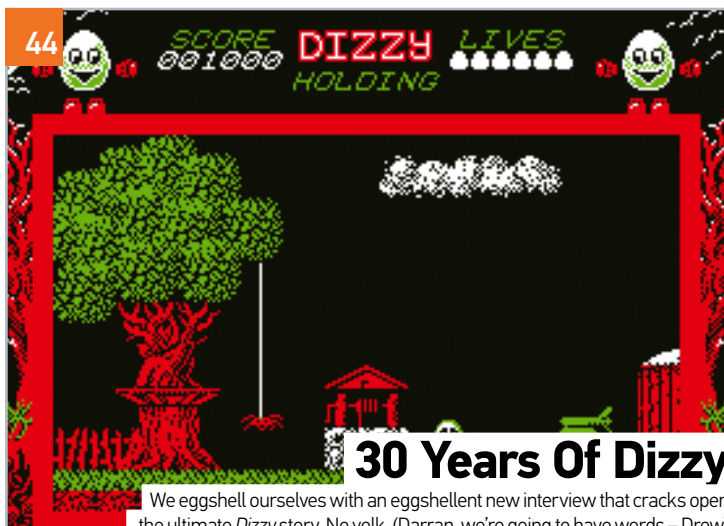 44
SCORE DIZZY LIVES
001000
HOLDING
30 Years Of Dizzy
We eggshell ourselves with an eggshellent new interview that cracks open
the ultimate Dizzy story. No yolk. (Darran, we're going to have words – Drew